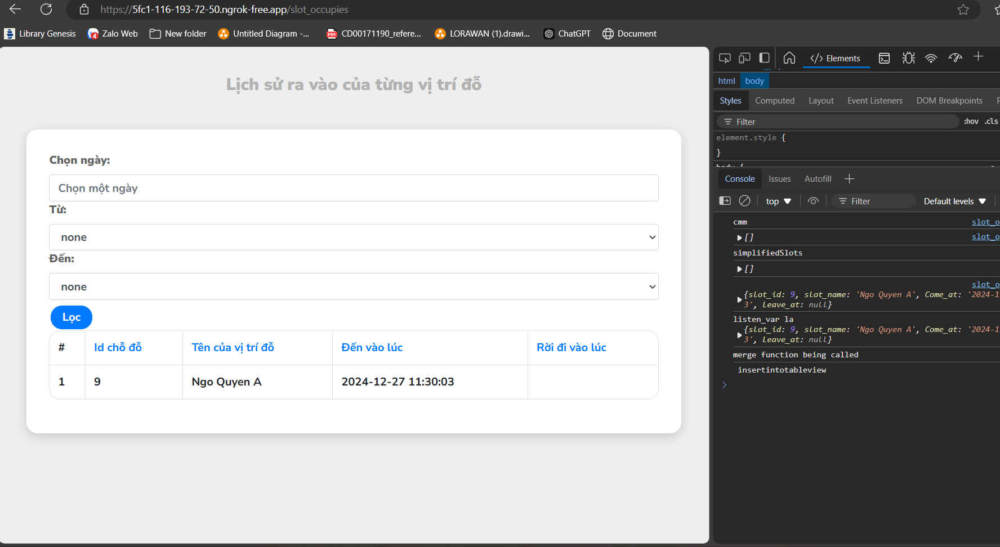 https://5fc1-116-193-72-50.ngrok-free.app/slot_occupies
Library Genesis
4
Zalo Web
New folder
Untitled Diagram -...
PDF
CD00171190_refere...
LORAWAN (1).drawi...
ChatGPT
Document
Lịch sử ra vào của từng vị trí đỗ
Chọn ngày:
Chọn một ngày
Từ:
none
Đến:
none
Lọc
# Id chỗ đỗ Tên của vị trí đỗ Đến vào lúc Rời đi vào lúc
1 9 Ngo Quyen A 2024-12-27 11:30:03
</> Elements
html body
Styles Computed Layout Event Listeners DOM Breakpoints
Filter :hov .cls
element.style {
}
Console Issues Autofill
top Filter Default levels
cmm slot_o
[] slot_o
simplifiedSlots
[]
slot_o
{slot_id: 9, slot_name: 'Ngo Quyen A', Come_at: '2024-1
3', Leave_at: null}
listen_var la
{slot_id: 9, slot_name: 'Ngo Quyen A', Come_at: '2024-1
3', Leave_at: null}
merge function being called
insertintotableview